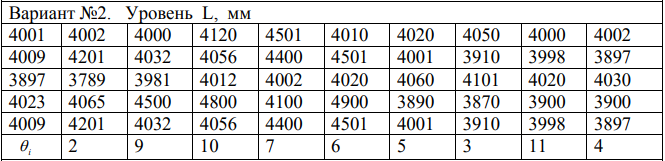 Вариант №2. Уровень L, мм
4001 4002 4000 4120 4501 4010 4020 4050 4000 4002
4009 4201 4032 4056 4400 4501 4001 3910 3998 3897
3897 3789 3981 4012 4002 4020 4060 4101 4020 4030
4023 4065 4500 4800 4100 4900 3890 3870 3900 3900
4009 4201 4032 4056 4400 4501 4001 3910 3998 3897
θi 2 9 10 7 6 5 3 11 4